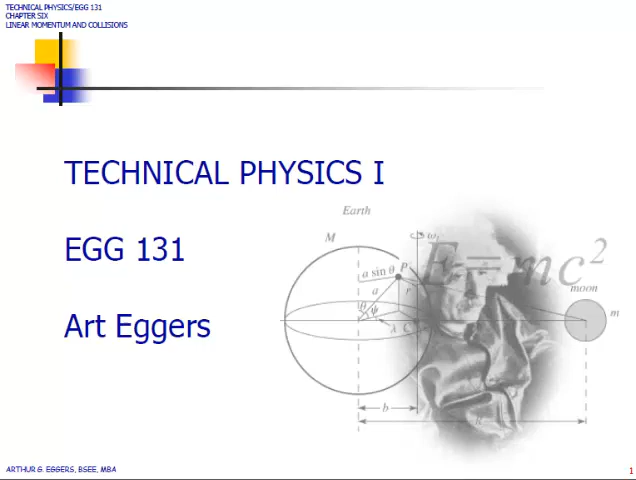 TECHNICAL PHYSICS/EGG 131
CHAPTER SIX
LINEAR MOMENTUM AND COLLISIONS
TECHNICAL PHYSICS I
EGG 131
Art Eggers
Earth
M
ω
a sin θ
P
a
r
θ
ψ
λ
C
E=mc²
moon
m
b
R
ARTHUR G. EGGERS, BSEE, MBA
1